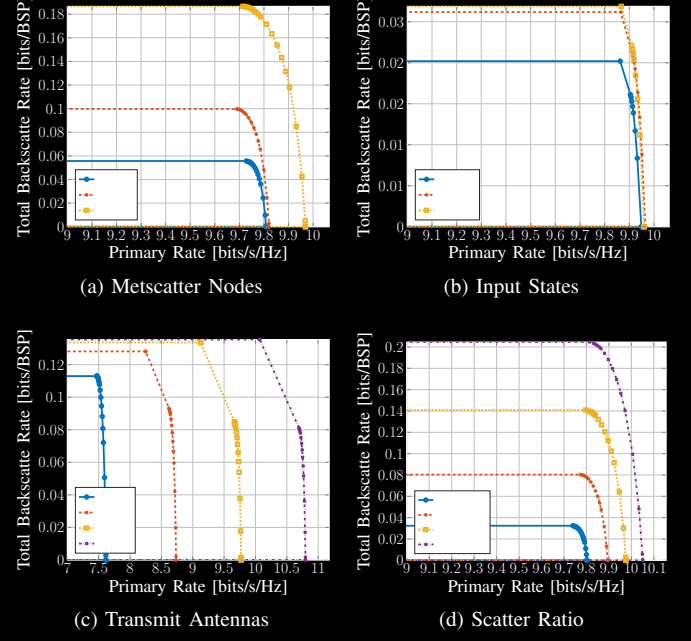 0.18
0.16
0.14
0.12
0.1
0.08
0.06
0.04
0.02
0
Total Backscatte Rate [bits/BSP]
9 9.1 9.2 9.3 9.4 9.5 9.6 9.7 9.8 9.9 10
Primary Rate [bits/s/Hz]
(a) Metscatter Nodes
0.03
0.02
0.02
0.01
0.01
0
Total Backscatte Rate [bits/BSP]
9 9.1 9.2 9.3 9.4 9.5 9.6 9.7 9.8 9.9 10
Primary Rate [bits/s/Hz]
(b) Input States
0.12
0.1
0.08
0.06
0.04
0.02
0
Total Backscatte Rate [bits/BSP]
7 7.5 8 8.5 9 9.5 10 10.5 11
Primary Rate [bits/s/Hz]
(c) Transmit Antennas
0.2
0.18
0.16
0.14
0.12
0.1
0.08
0.06
0.04
0.02
0
Total Backscatte Rate [bits/BSP]
9 9.1 9.2 9.3 9.4 9.5 9.6 9.7 9.8 9.9 10 10.1
Primary Rate [bits/s/Hz]
(d) Scatter Ratio